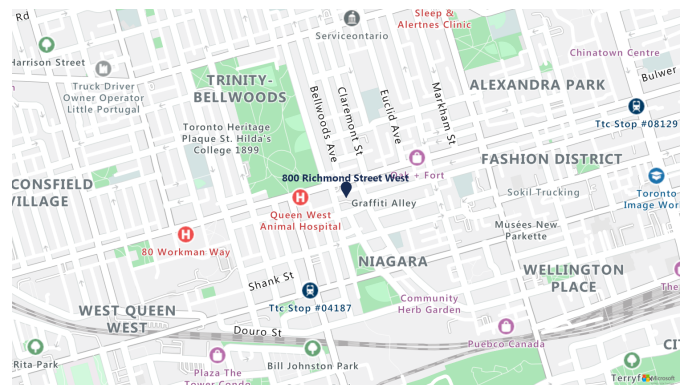 Rd
Sleep &
Alertnes Clinic
Serviceontario
Harrison Street
Chinatown Centre
TRINITY-
BELLWOODS
ALEXANDRA PARK
Bulwer
Truck Driver
Owner Operator
Little Portugal
Bellwoods Ave
Claremont St
Euclid Ave
Markham St
Ttc Stop #08129
Toronto Heritage
Plaque St. Hilda's
College 1899
FASHION DISTRICT
+ Fort
800 Richmond Street West
CONSFIELD
VILLAGE
Sokil Trucking
Toronto
Image Wor
Graffiti Alley
Queen West
Animal Hospital
Musées New
Parkette
80 Workman Way
NIAGARA
WELLINGTON
PLACE
Shank St
The
Ttc Stop #04187
Community
Herb Garden
WEST QUEEN
WEST
Douro St
Puebco Canada
CI
Rita Park
Plaza The
Tower Condo
Bill Johnston Park
Terryf
Microsoft